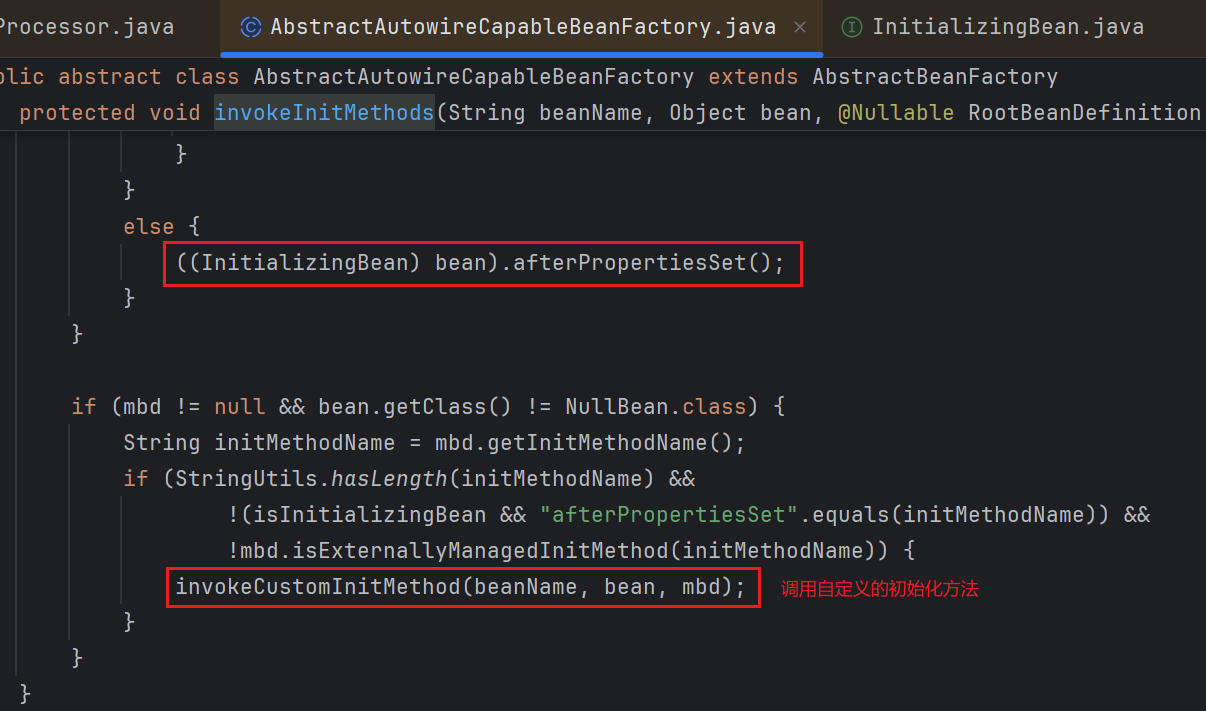 Processor.java AbstractAutowireCapableBeanFactory.java × InitializingBean.java
blic abstract class AbstractAutowireCapableBeanFactory extends AbstractBeanFactory
protected void invokeInitMethods(String beanName, Object bean, @Nullable RootBeanDefinition
}
}
else {
((InitializingBean) bean).afterPropertiesSet();
}
}
if (mbd != null && bean.getClass() != NullBean.class) {
String initMethodName = mbd.getInitMethodName();
if (StringUtils.hasLength(initMethodName) &&
!(isInitializingBean && "afterPropertiesSet".equals(initMethodName)) &&
!mbd.isExternallyManagedInitMethod(initMethodName)) {
invokeCustomInitMethod(beanName, bean, mbd); 调用自定义的初始化方法
}
}
}